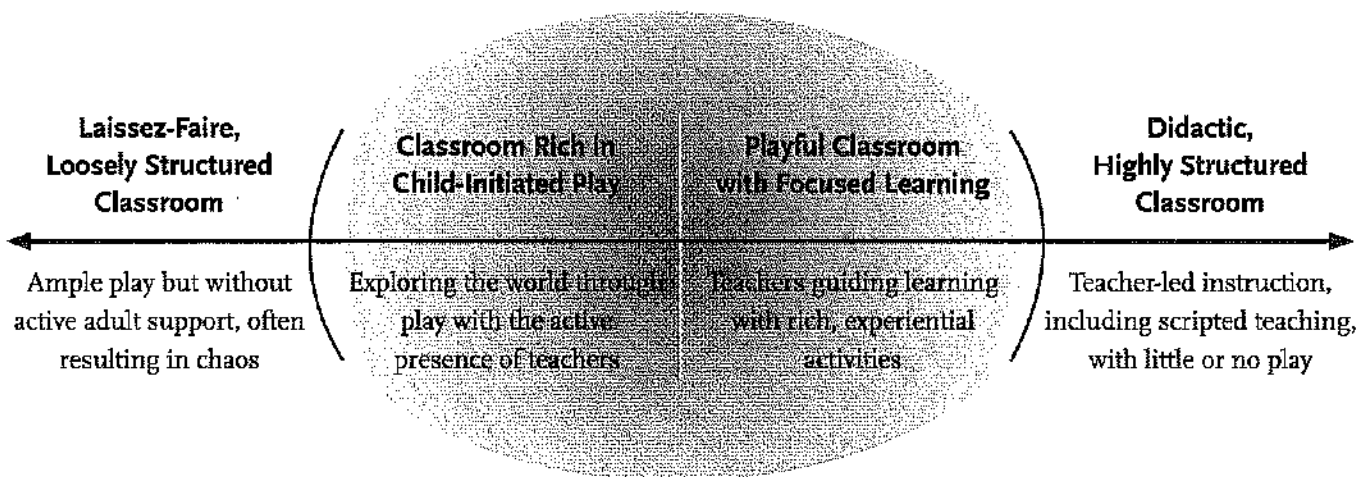 Laissez-Faire,
Loosely Structured
Classroom
Classroom Rich in
Child-Initiated Play
Playful Classroom
with Focused Learning
Didactic,
Highly Structured
Classroom
Ample play but without
active adult support, often
resulting in chaos
Exploring the world through
play with the active
presence of teachers
Teachers guiding learning
with rich, experiential
activities
Teacher-led instruction,
including scripted teaching,
with little or no play